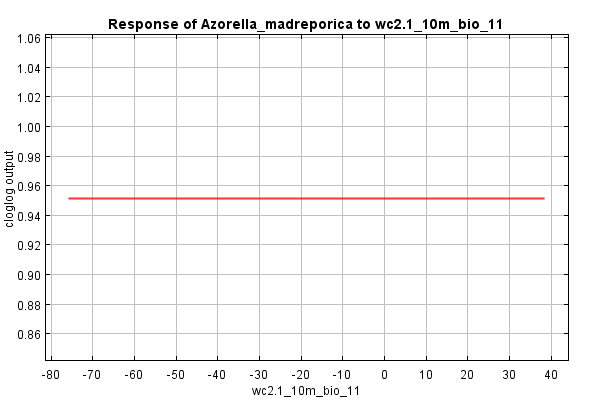 Response of Azorella_madreporica to wc2.1_10m_bio_11
1.06
1.04
1.02
1.00
0.98
0.96
0.94
0.92
0.90
0.88
0.86
cloglog output
-80 -70 -60 -50 -40 -30 -20 -10 0 10 20 30 40
wc2.1_10m_bio_11